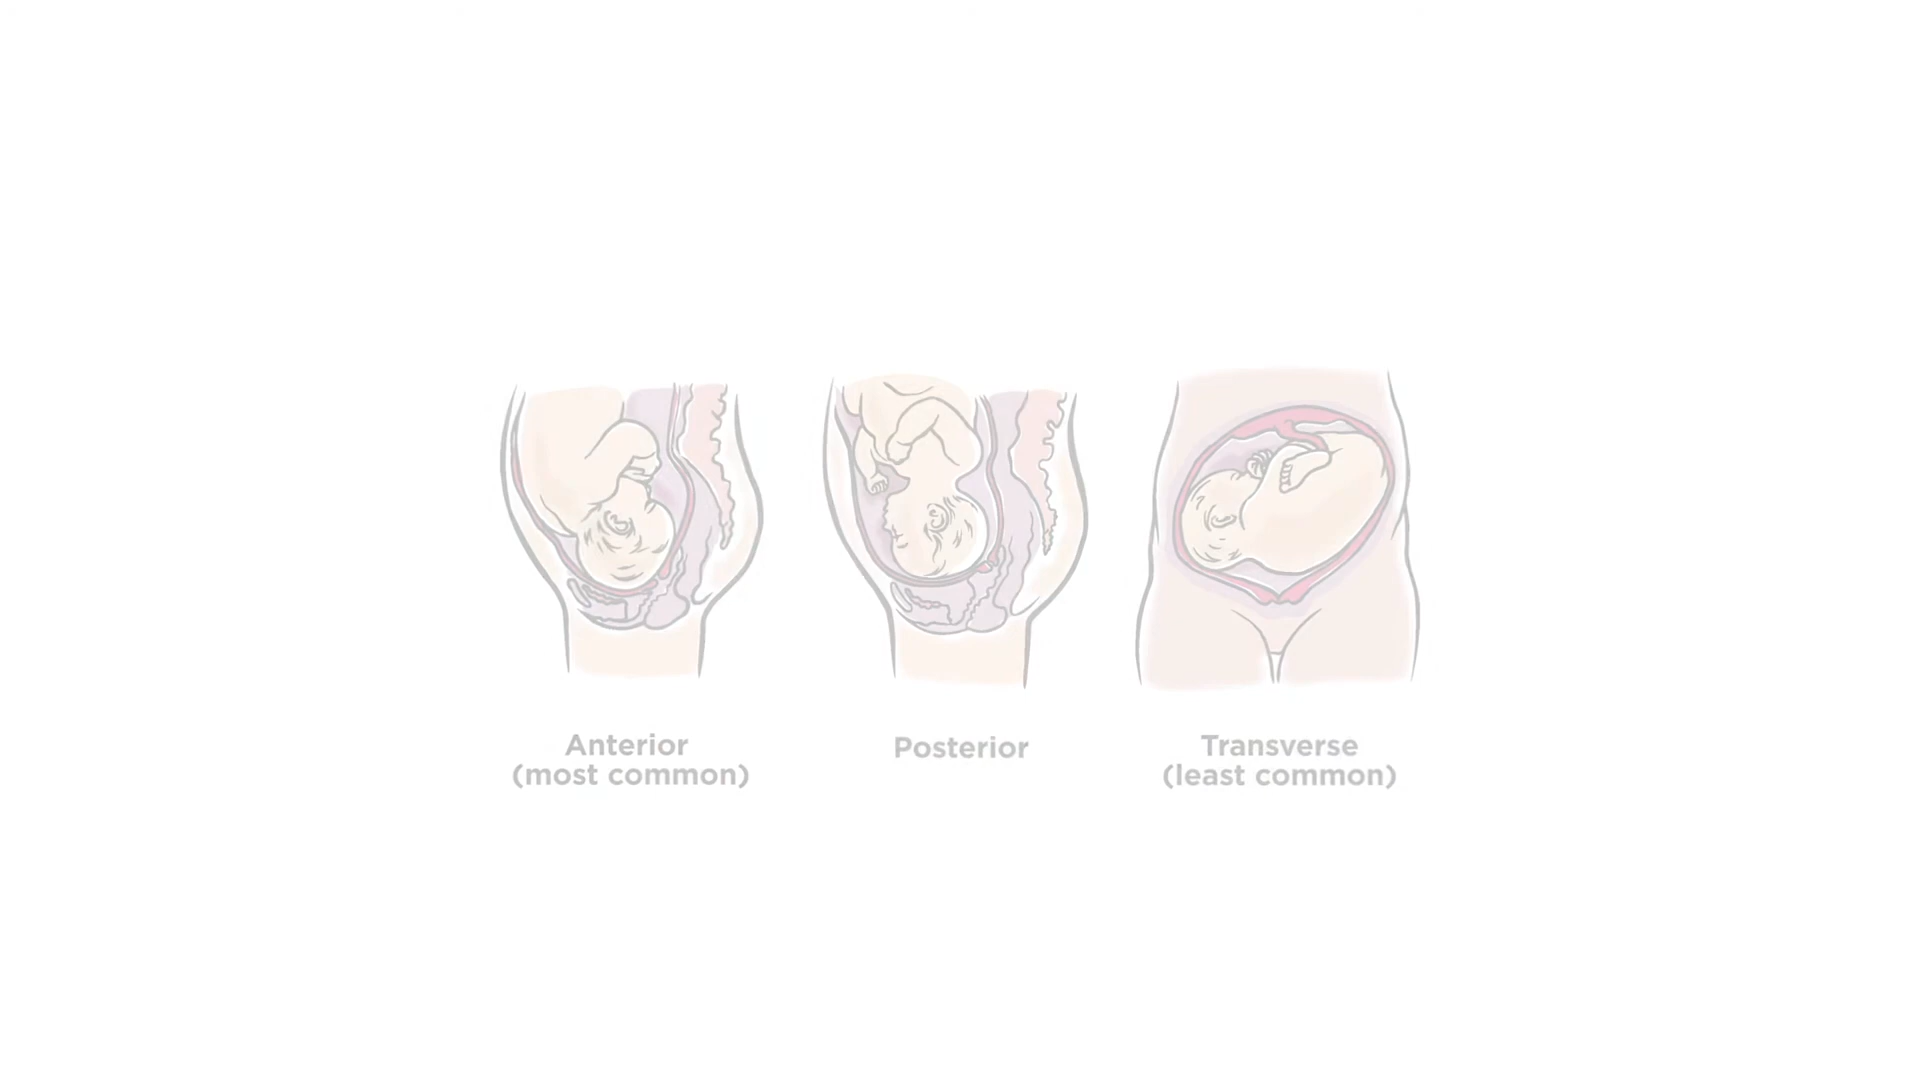 Anterior
(most common)
Posterior
Transverse
(least common)